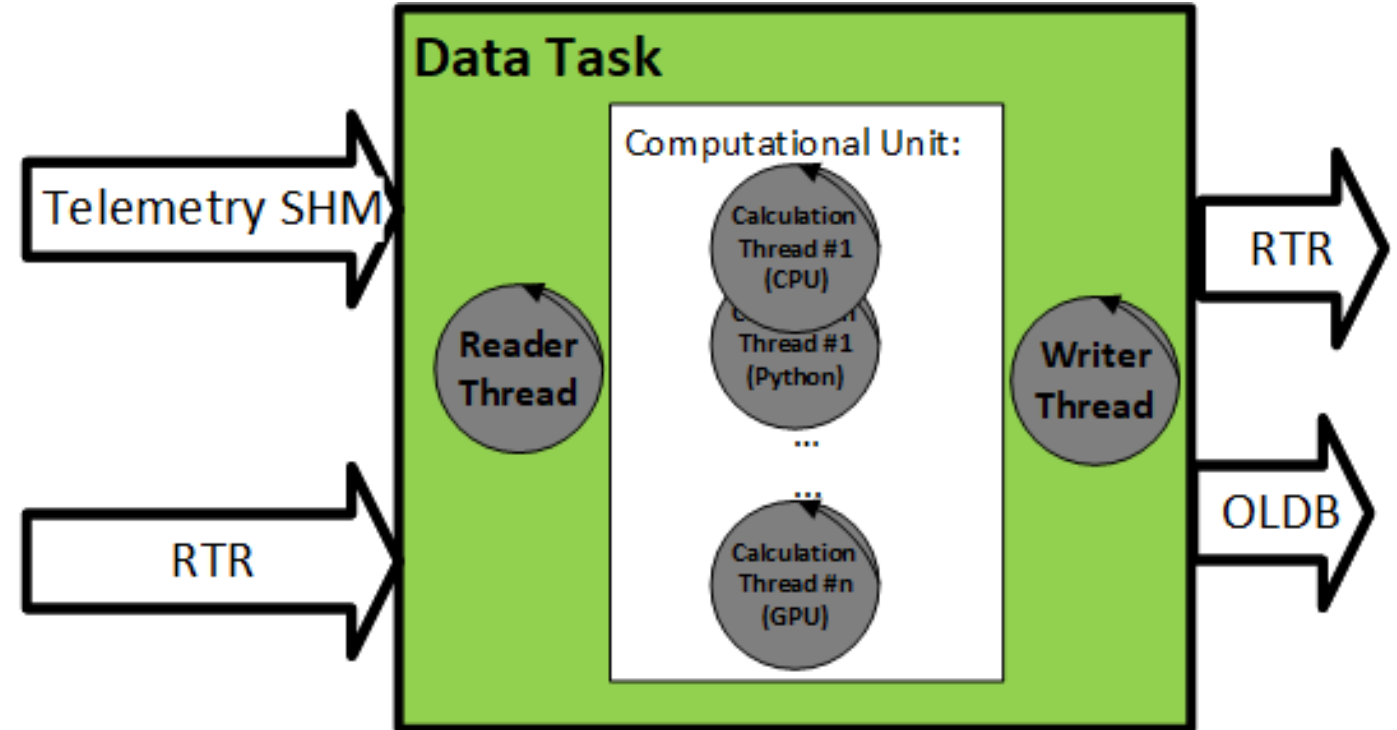 Data Task
Telemetry SHM
RTR
Reader
Thread
Computational Unit:
Calculation
Thread #1
(CPU)
Thread #1
(Python)
...
...
Calculation
Thread #n
(GPU)
Writer
Thread
RTR
OLDB